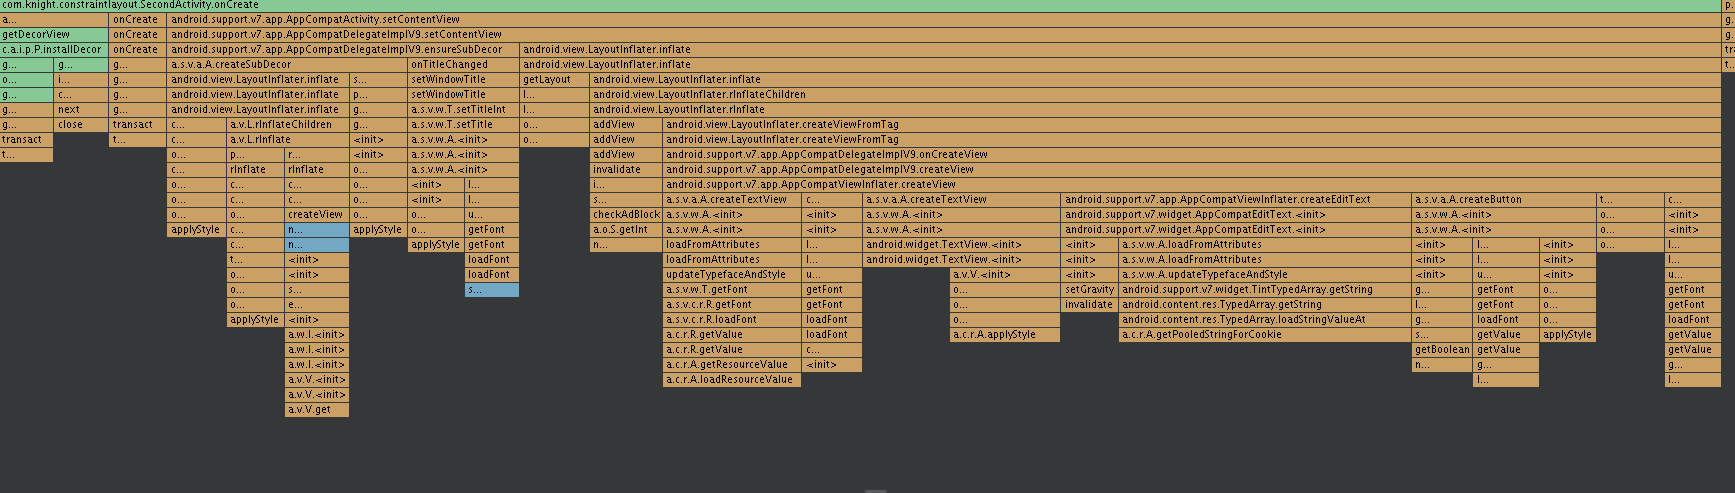 com.knight.constraintlayout.SecondActivity.onCreate p..
a... onCreate android.support.v7.app.AppCompatActivity.setContentView g..
getDecorView onCreate android.support.v7.app.AppCompatDelegateImplV9.setContentView g..
c.a.i.p.P.installDecor onCreate android.support.v7.app.AppCompatDelegateImplV9.ensureSubDecor android.view.LayoutInflater.inflate tr:
g... g... g... a.s.v.a.A.createSubDecor onTitleChanged android.view.LayoutInflater.inflate t...
o... i... g... android.view.LayoutInflater.inflate s... setWindowTitle getLayout android.view.LayoutInflater.inflate
g... c... g... android.view.LayoutInflater.inflate p... setWindowTitle l... android.view.LayoutInflater.rInflateChildren
g... next g... android.view.LayoutInflater.inflate g... a.s.v.w.T.setTitleInt l... android.view.LayoutInflater.rInflate
g... close transact c... a.v.L.rInflateChildren g... a.s.v.w.T.setTitle o... addView android.view.LayoutInflater.createViewFromTag
transact t... c... a.v.L.rInflate <init> a.s.v.w.A.<init> o... addView android.view.LayoutInflater.createViewFromTag
t... o... p... r... <init> a.s.v.w.A.<init> addView android.support.v7.app.AppCompatDelegateImplV9.onCreateView
c... rInflate rInflate o... a.s.v.w.A.<init> invalidate android.support.v7.app.AppCompatDelegateImplV9.createView
o... c... c... o... <init> l... i... android.support.v7.app.AppCompatViewInflater.createView
o... c... c... o... <init> l... s... a.s.v.a.A.createTextView c... a.s.v.a.A.createTextView android.support.v7.app.AppCompatViewInflater.createEditText a.s.v.a.A.createButton t... c...
o... o... createView o... o... u... checkAdBlock a.s.v.w.A.<init> <init> a.s.v.w.A.<init> android.support.v7.widget.AppCompatEditText.<init> a.s.v.w.A.<init> o... <init>
applyStyle c... n... applyStyle o... getFont a.o.S.getInt a.s.v.w.A.<init> <init> a.s.v.w.A.<init> android.support.v7.widget.AppCompatEditText.<init> a.s.v.w.A.<init> o... <init>
c... n... applyStyle getFont n... loadFromAttributes l... android.widget.TextView.<init> <init> a.s.v.w.A.loadFromAttributes <init> l... <init> o... l...
t... <init> loadFont loadFromAttributes l... android.widget.TextView.<init> <init> a.s.v.w.A.loadFromAttributes <init> l... <init> l...
o... <init> loadFont updateTypefaceAndStyle u... a.v.V.<init> <init> a.s.v.w.A.updateTypefaceAndStyle <init> u... <init> u...
o... s... s... a.s.v.w.T.getFont getFont o... setGravity android.support.v7.widget.TintTypedArray.getString g... getFont o... getFont
o... e... a.s.v.c.r.R.getFont getFont o... invalidate android.content.res.TypedArray.getString l... getFont o... getFont
applyStyle <init> a.s.v.c.r.R.loadFont loadFont o... android.content.res.TypedArray.loadStringValueAt g... loadFont o... loadFont
a.w.I.<init> a.c.r.R.getValue loadFont a.c.r.A.applyStyle a.c.r.A.getPooledStringForCookie s... getValue applyStyle getValue
a.w.I.<init> a.c.r.R.getValue c... getBoolean getValue getValue
a.w.I.<init> a.c.r.A.getResourceValue <init> n... g... g...
a.v.V.<init> a.c.r.A.loadResourceValue l... l...
a.v.V.<init>
a.v.V.get